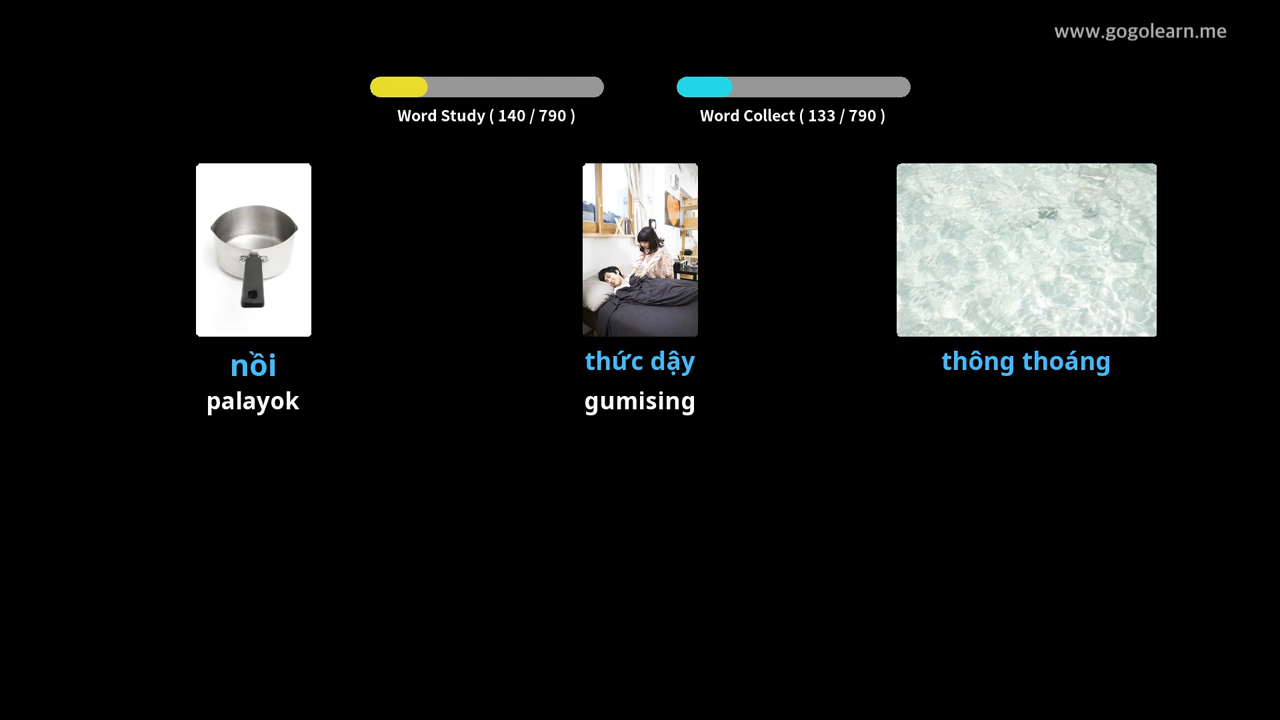 www.gogolearn.me
Word Study ( 140 / 790 )
Word Collect ( 133 / 790 )
nồi
palayok
thức dậy
gumising
thông thoáng